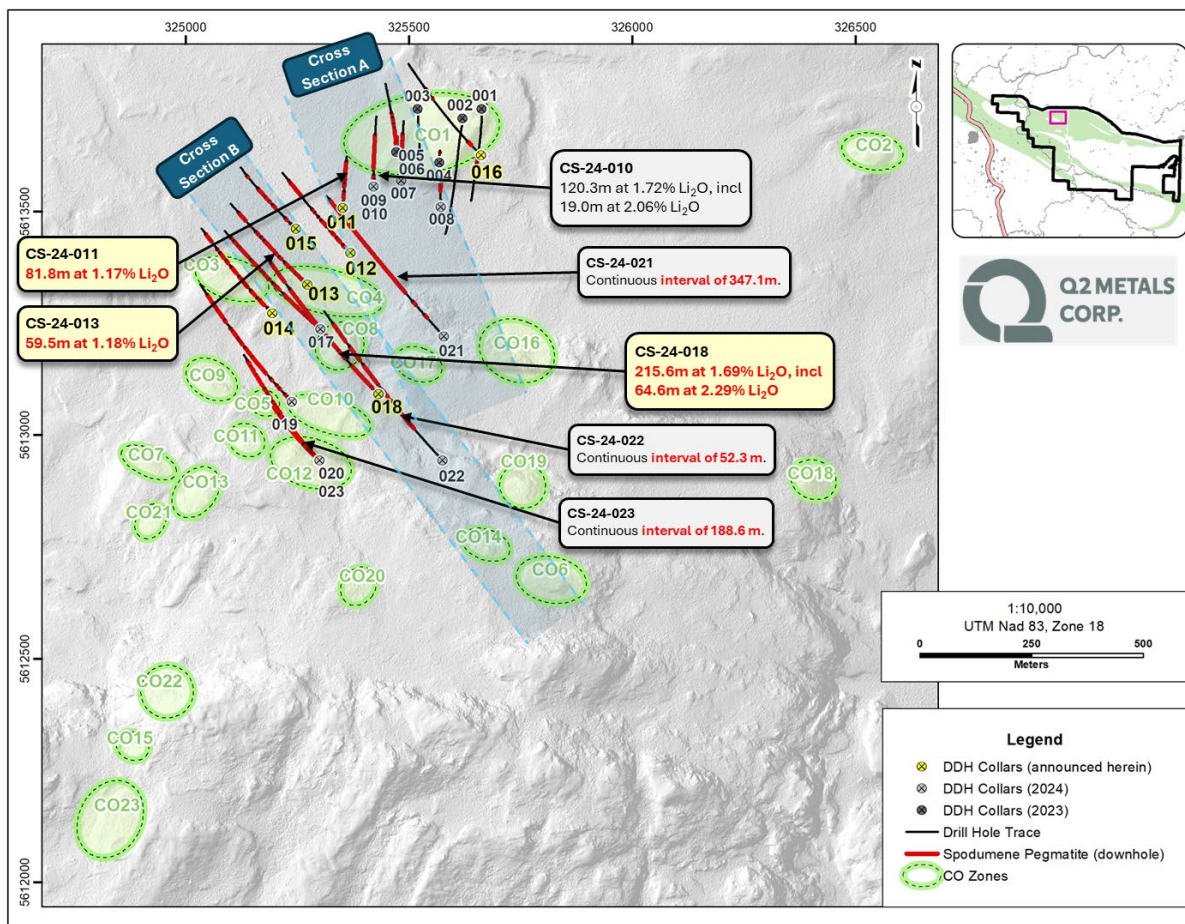 325000
325500
326000
326500
5613500
5613000
5612500
5612000
Cross
Section A
Cross
Section B
z
003
002
001
CO1
005
006
004
016
007
009
010
008
011
015
012
013
014
017
021
018
019
020
023
022
CO2
CO3
CO4
CO8
CO16
CO17
CO9
CO5
CO10
CO11
CO7
CO12
CO13
CO21
CO19
CO18
CO14
CO6
CO20
CO22
CO15
CO23
CS-24-010
120.3m at 1.72% Li₂O, incl
19.0m at 2.06% Li₂O
CS-24-011
81.8m at 1.17% Li₂O
CS-24-021
Continuous interval of 347.1m.
CS-24-013
59.5m at 1.18% Li₂O
CS-24-018
215.6m at 1.69% Li₂O, incl
64.6m at 2.29% Li₂O
CS-24-022
Continuous interval of 52.3 m.
CS-24-023
Continuous interval of 188.6 m.
Q2 METALS
CORP.
1:10,000
UTM Nad 83, Zone 18
0 250 500
Meters
Legend
DDH Collars (announced herein)
DDH Collars (2024)
DDH Collars (2023)
Drill Hole Trace
Spodumene Pegmatite (downhole)
CO Zones